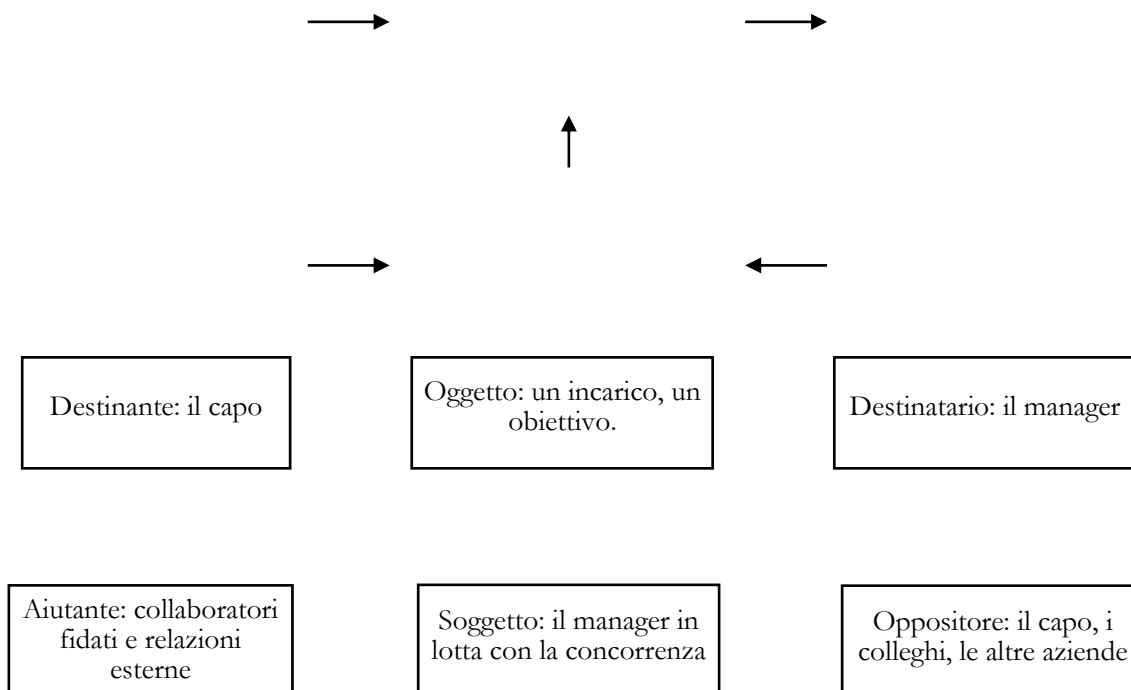 Destinante: il capo
Oggetto: un incarico, un
obiettivo.
Destinatario: il manager
Aiutante: collaboratori
fidati e relazioni
esterne
Soggetto: il manager in
lotta con la concorrenza
Oppositore: il capo, i
colleghi, le altre aziende